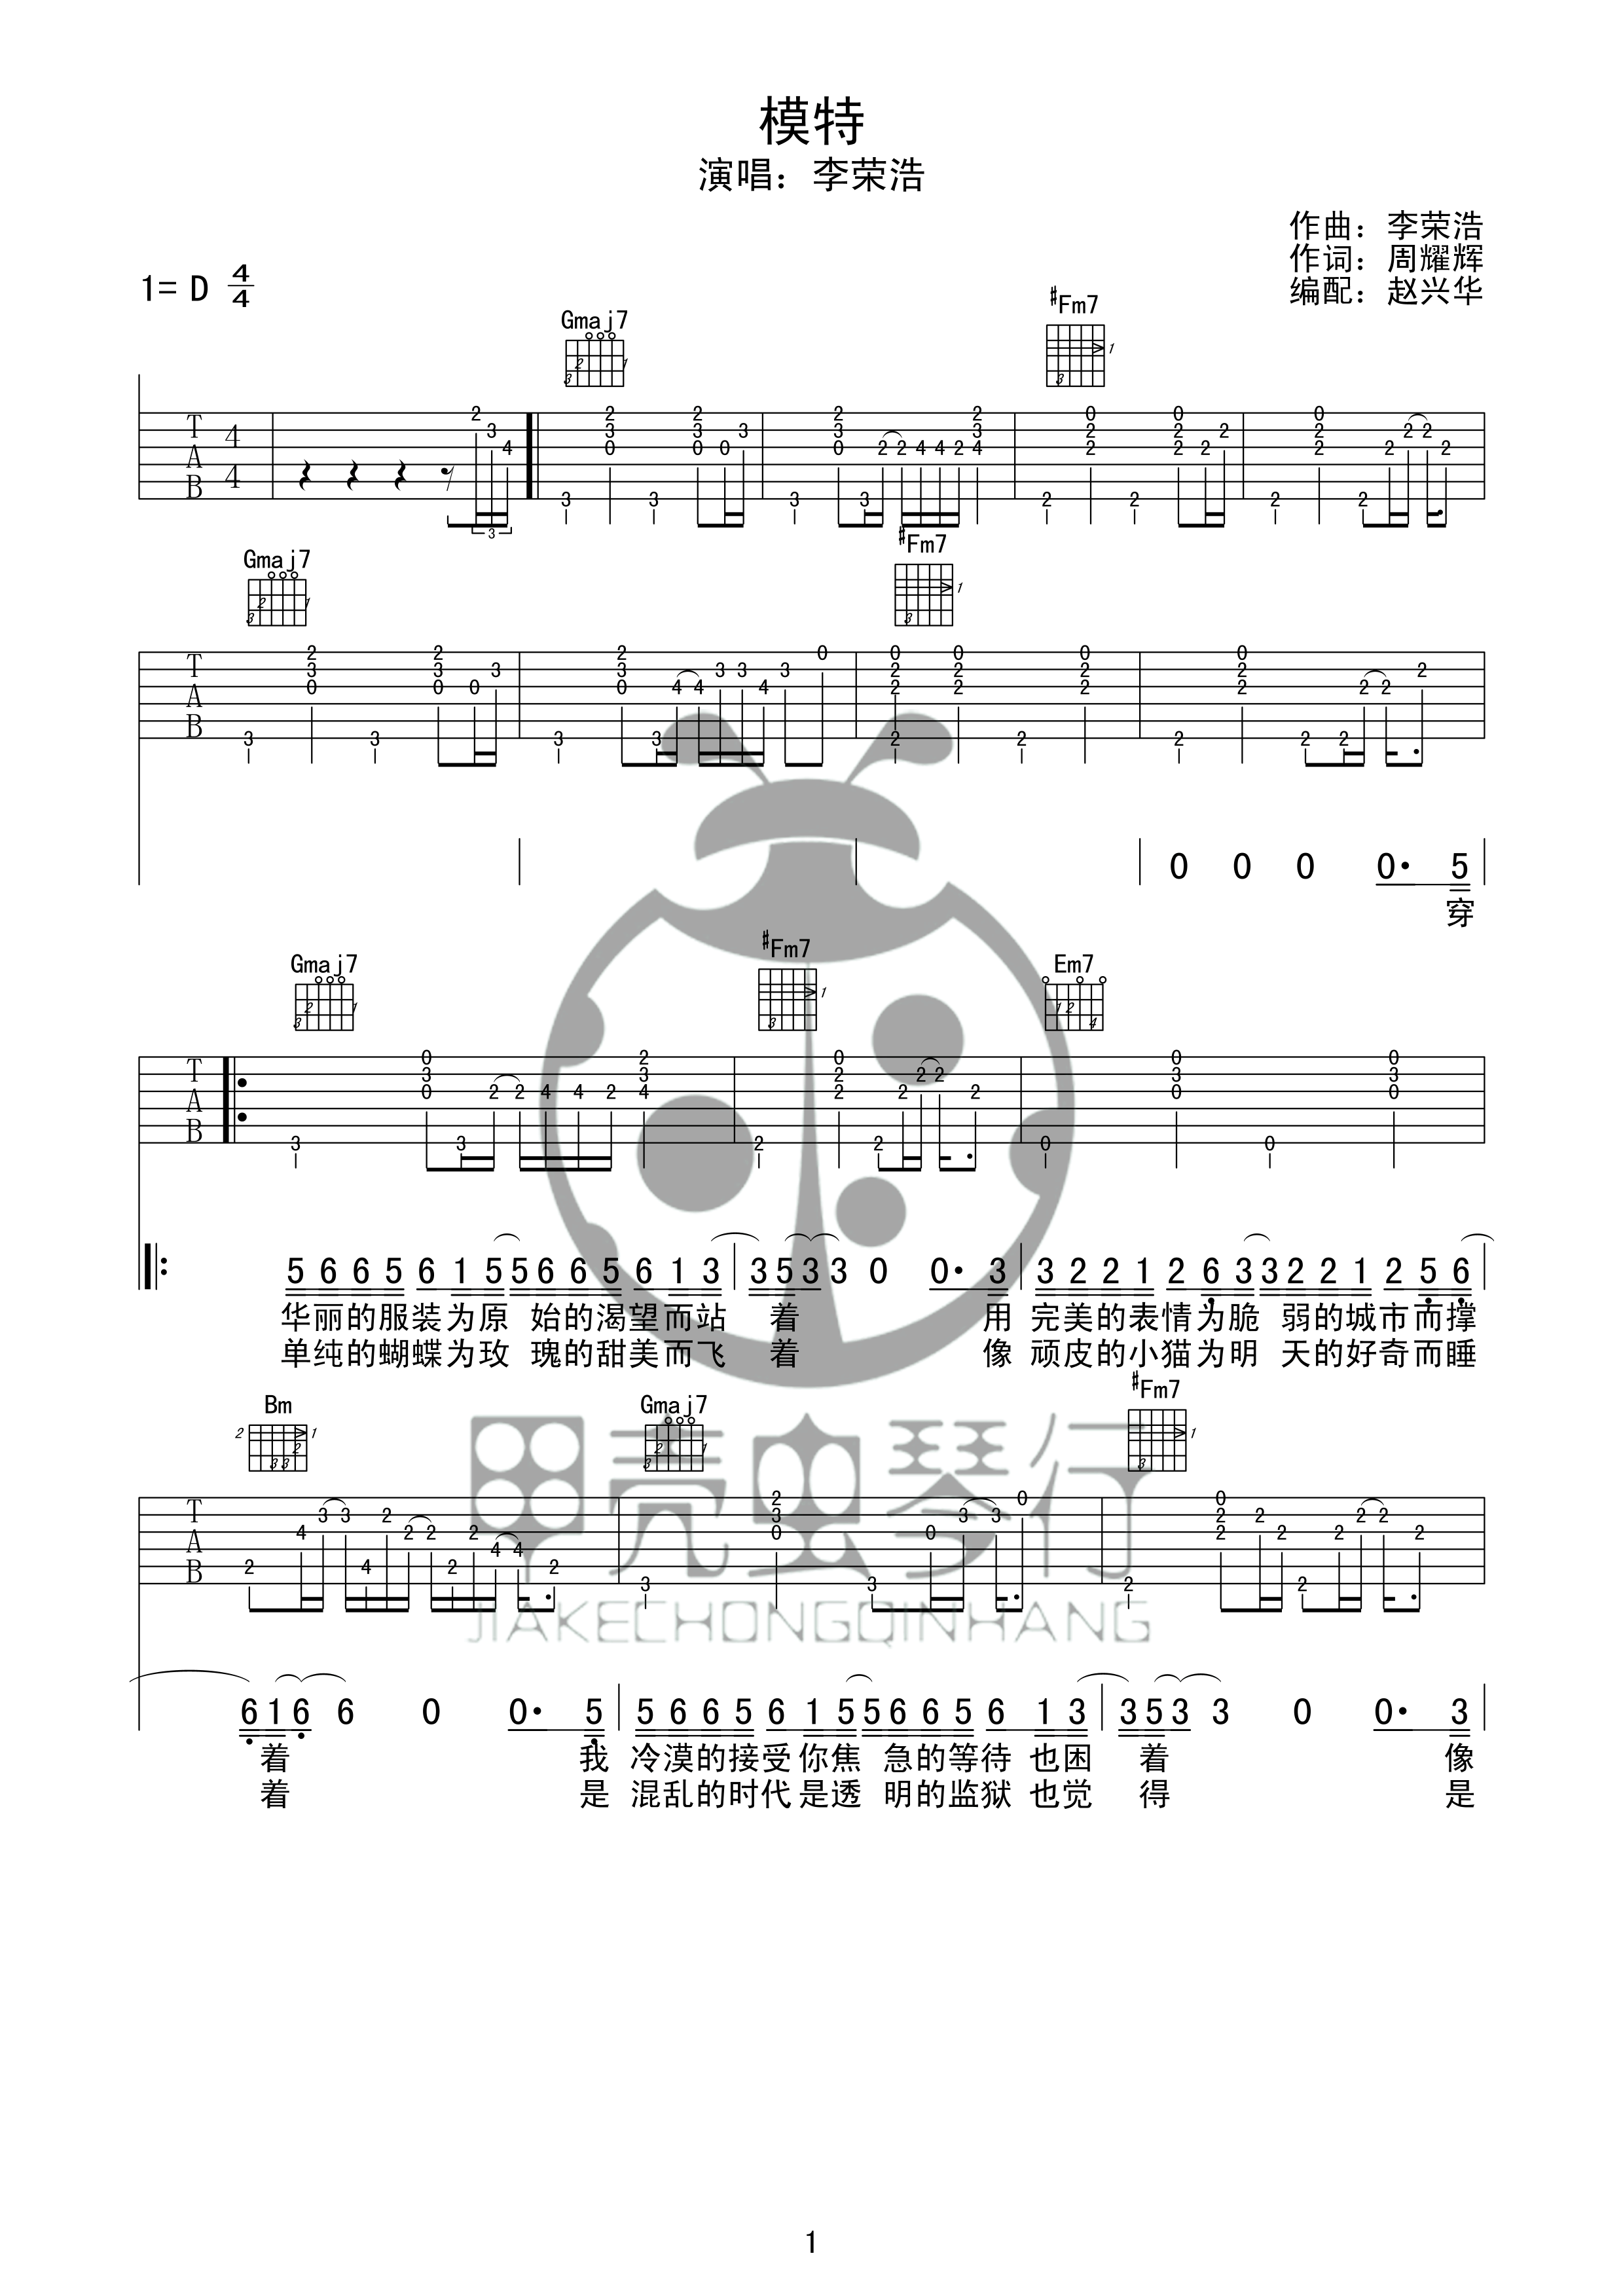 模特
演唱：李荣浩
作曲：李荣浩
作词：周耀辉
编配：赵兴华
1= D 4/4
Gmaj7 #Fm7
Gmaj7 #Fm7
0 0 0 0· 5
穿
Gmaj7 #Fm7 Em7
5 6 6 5 6 1 5 5 6 6 5 6 1 3 3 5 3 3 0 0· 3 3 2 2 1 2 6 3 3 2 2 1 2 5 6
华丽的服装为原 始的渴望而站 着 用 完美的表情为脆 弱的城市而撑
单纯的蝴蝶为玫 瑰的甜美而飞 着 像 顽皮的小猫为明 天的好奇而睡
Bm Gmaj7 #Fm7
甲壳虫琴行
JIAKECHONGQINHANG
6 1 6 6 0 0· 5 5 6 6 5 6 1 5 5 6 6 5 6 1 3 3 5 3 3 0 0· 3
着 我 冷漠的接受你焦 急的等待也困 着 像
着 是 混乱的时代是透 明的监狱也觉 得 是
1